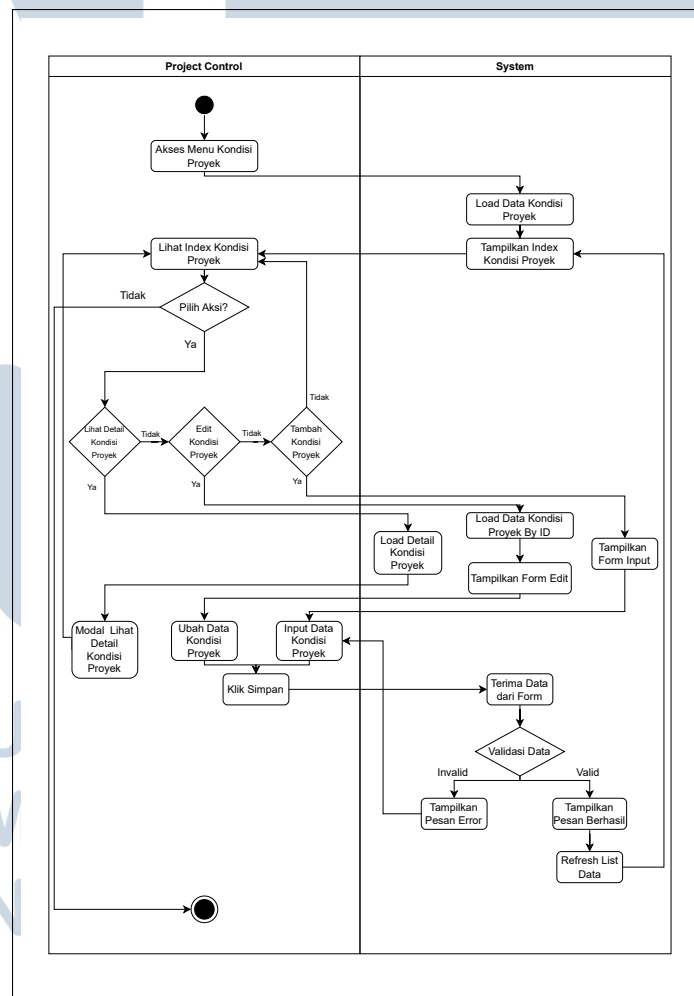 Project Control
System
Akses Menu Kondisi
Proyek
Load Data Kondisi
Proyek
Lihat Index Kondisi
Proyek
Tampilkan Index
Kondisi Proyek
Tidak
Pilih Aksi?
Ya
Tidak
Lihat Detail
Kondisi
Proyek
Tidak
Edit
Kondisi
Proyek
Tidak
Tambah
Kondisi
Proyek
Ya
Ya
Ya
Load Data Kondisi
Proyek By ID
Load Detail
Kondisi
Proyek
Tampilkan
Form Input
Tampilkan Form Edit
Modal Lihat
Detail
Kondisi
Proyek
Ubah Data
Kondisi
Proyek
Input Data
Kondisi
Proyek
Klik Simpan
Terima Data
dari Form
Validasi Data
Invalid
Valid
Tampilkan
Pesan Error
Tampilkan
Pesan Berhasil
Refresh List
Data